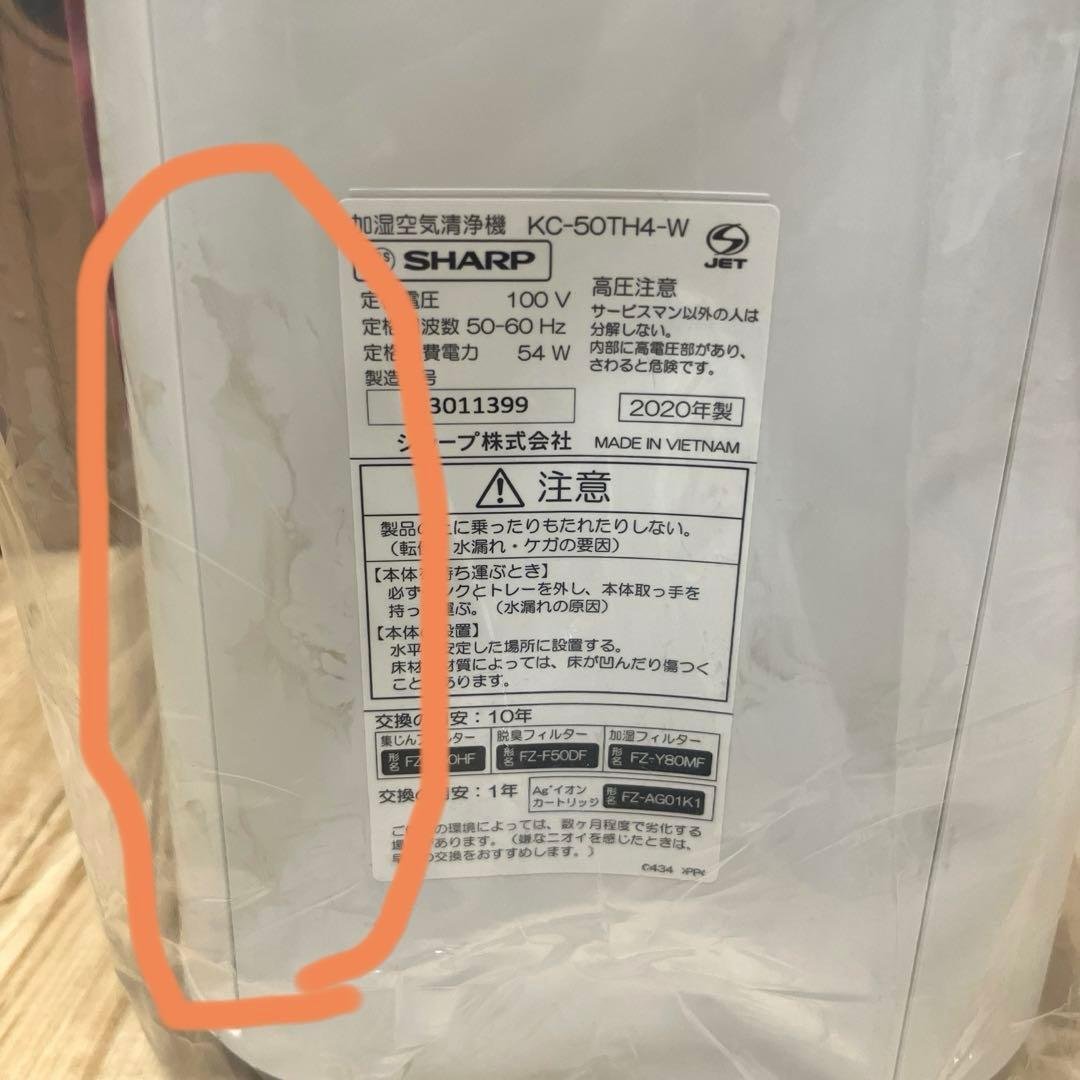 加湿空気清浄機 KC-50TH4-W
SHARP
JET
定 電圧 100 V
定格 波数 50-60 Hz
定格 費電力 54 W
製造 号
3011399
高圧注意
サービスマン以外の人は
分解しない。
内部に高電圧部があり、
さわると危険です。
2020年製
シ ープ株式会社 MADE IN VIETNAM
注意
製品 上に乗ったりもたれたりしない。
(転 水漏れ・ケガの要因)
【本体 持ち運ぶとき】
必ず ンクとトレーを外し、本体取っ手を
持っ 運ぶ。(水漏れの原因)
【本体 設置】
水平 安定した場所に設置する。
床材 材質によっては、床が凹んだり傷つく
こと あります。
交換の 安:10年
集じんフ ルター
形名 FZ- 0HF
脱臭フィルター
形名 FZ-F50DF
加湿フィルター
形名 FZ-Y80MF
交換の 安:1年
Ag⁺イオン
カートリッジ
形名 FZ-AG01K1
ご の環境によっては、数ヶ月程度で劣化する
場 があります。(嫌なニオイを感じたときは、
早 の交換をおすすめします。)